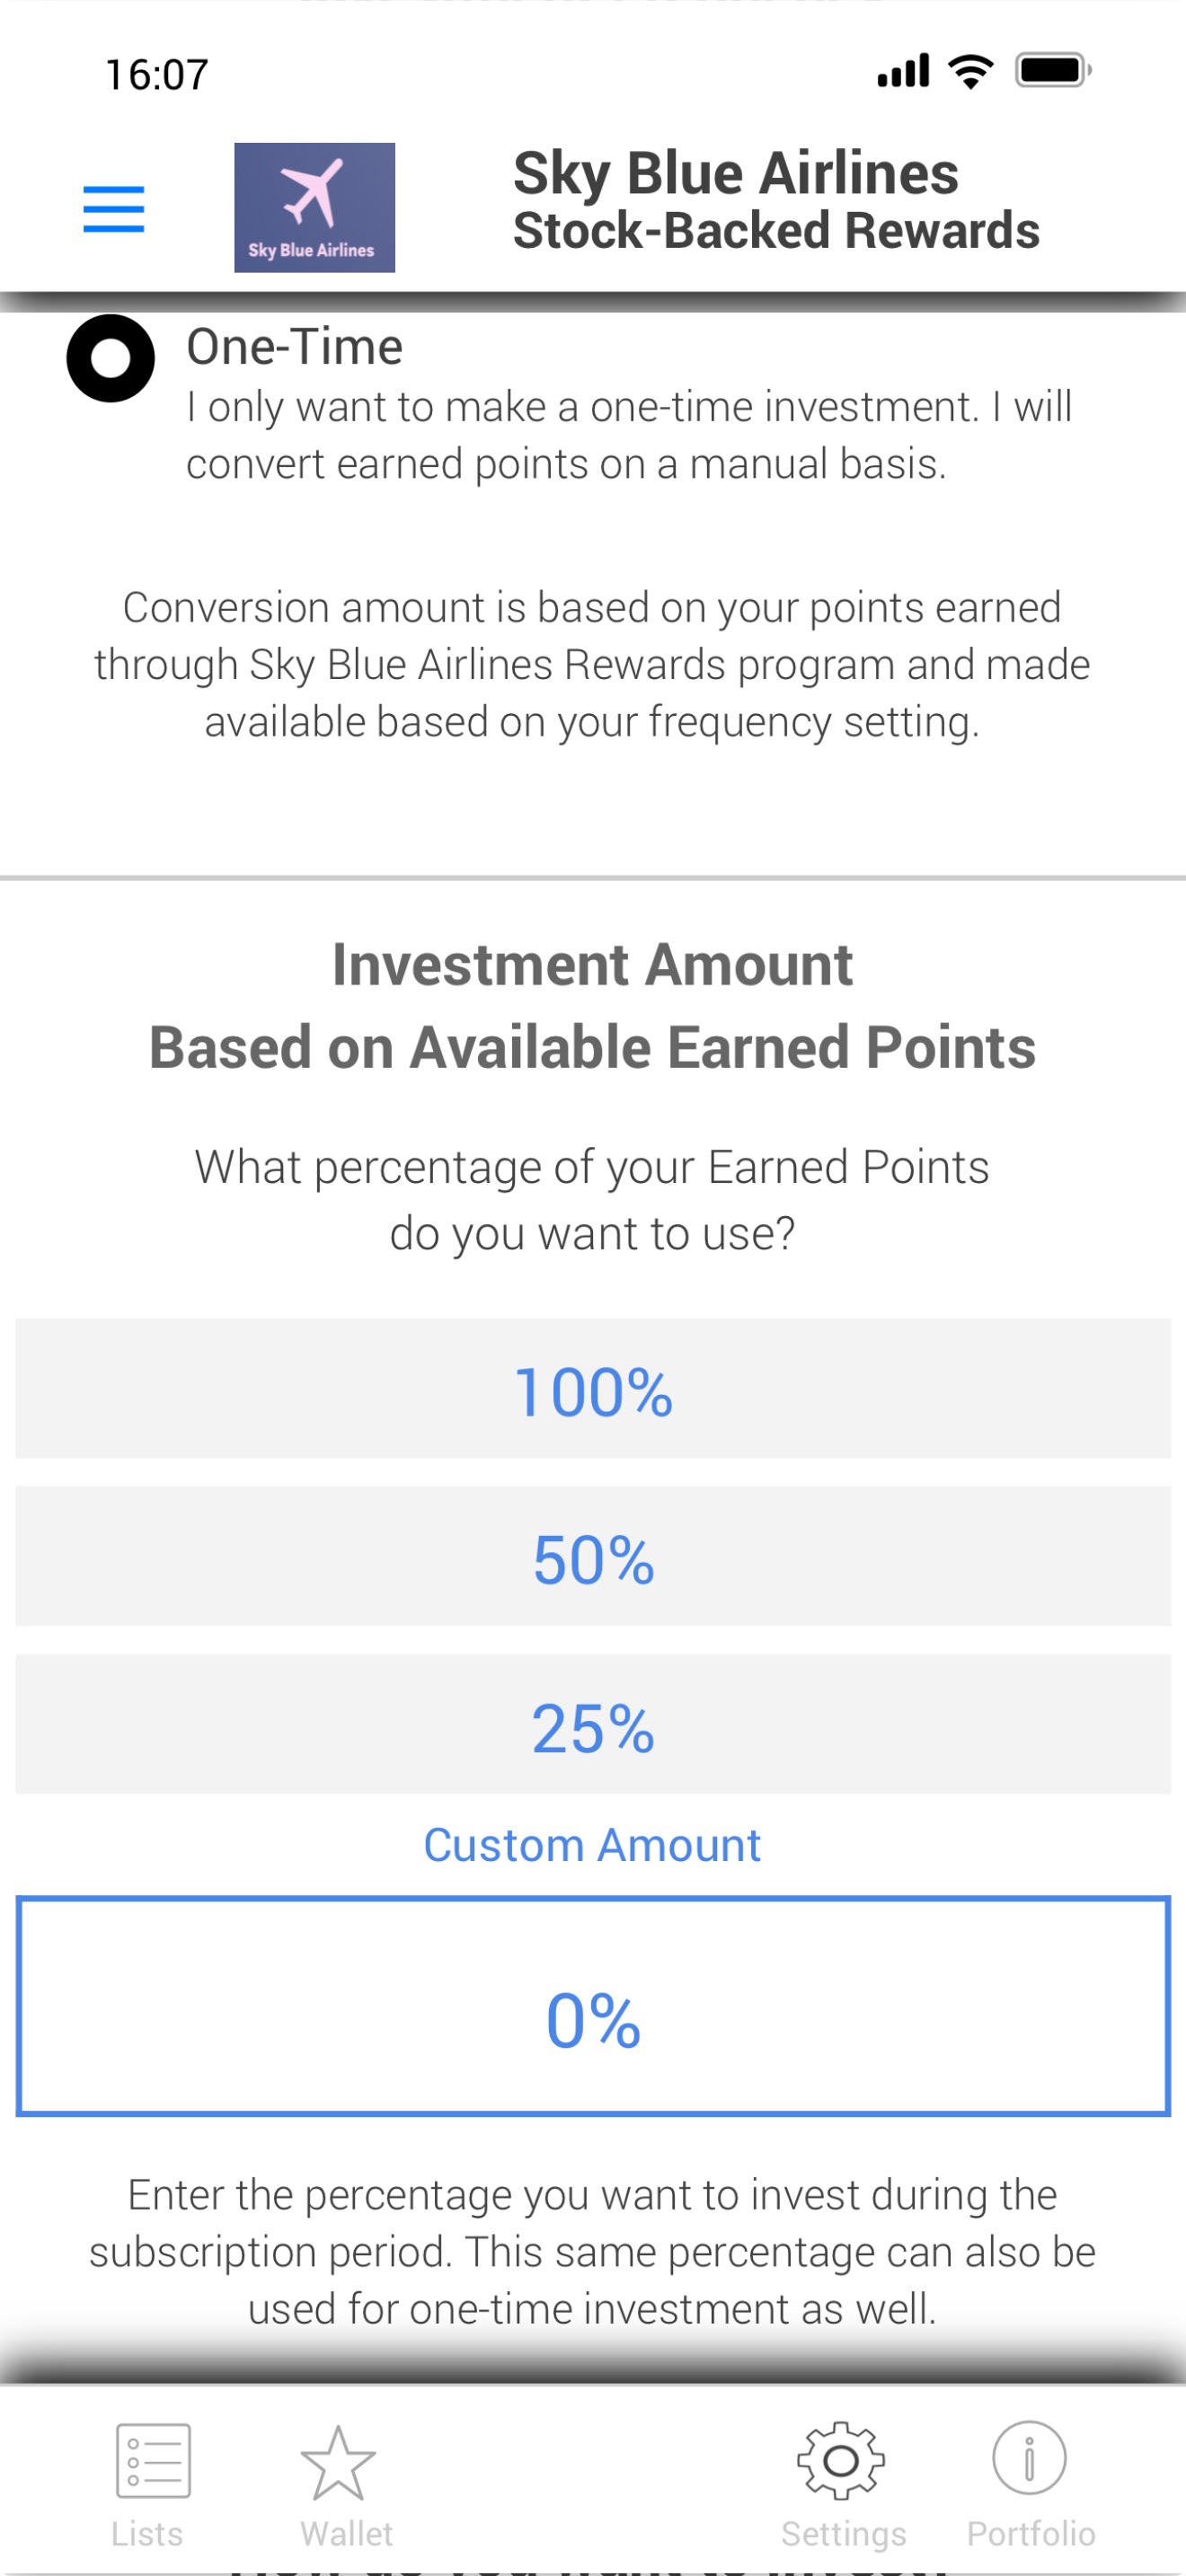 16:07
Sky Blue Airlines
Sky Blue Airlines
Stock-Backed Rewards
One-Time
I only want to make a one-time investment. I will
convert earned points on a manual basis.
Conversion amount is based on your points earned
through Sky Blue Airlines Rewards program and made
available based on your frequency setting.
Investment Amount
Based on Available Earned Points
What percentage of your Earned Points
do you want to use?
100%
50%
25%
Custom Amount
0%
Enter the percentage you want to invest during the
subscription period. This same percentage can also be
used for one-time investment as well.
Lists
Wallet
Settings
Portfolio